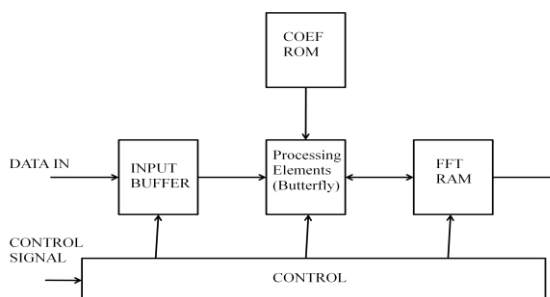 COEF
ROM
DATA IN
INPUT
BUFFER
Processing
Elements
(Butterfly)
FFT
RAM
CONTROL
SIGNAL
CONTROL